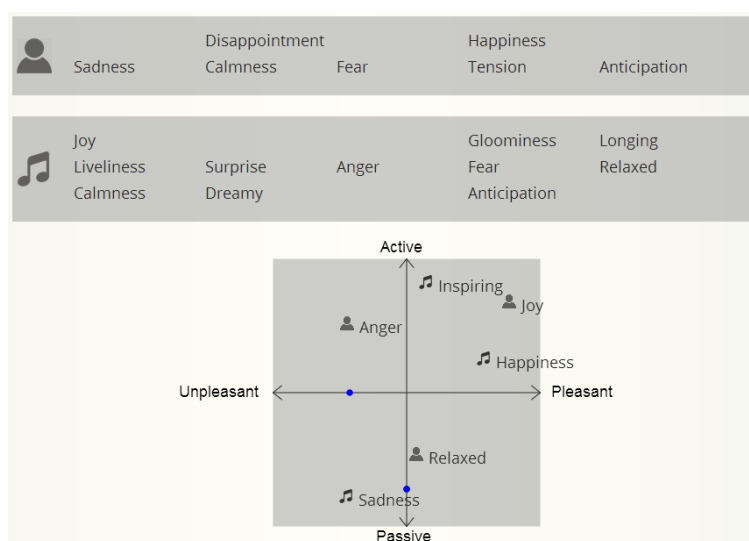 Disappointment Happiness
Sadness Calmness Fear Tension Anticipation
Joy Gloominess Longing
Liveliness Surprise Anger Fear Relaxed
Calmness Dreamy Anticipation
Active
Inspiring
Joy
Anger
Happiness
Unpleasant Pleasant
Relaxed
Sadness
Passive